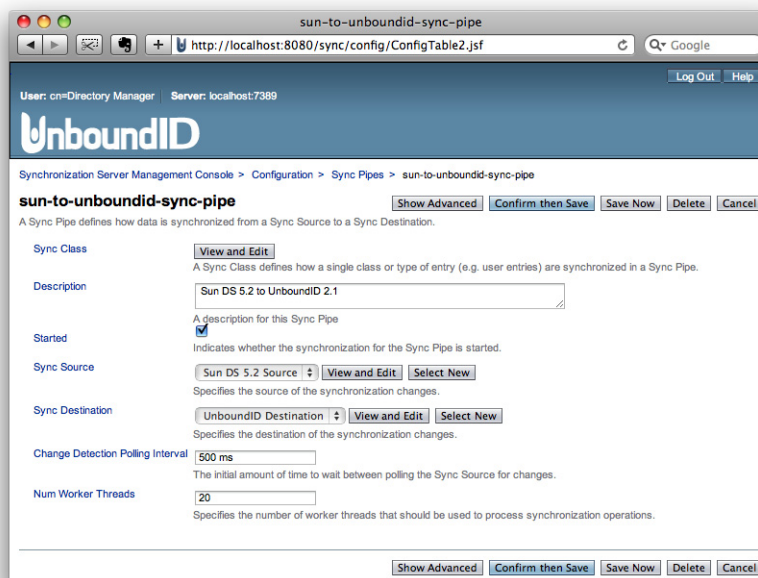 sun-to-unboundid-sync-pipe
http://localhost:8080/sync/config/ConfigTable2.jsf
Google
Log Out Help
User: cn=Directory Manager Server: localhost:7389
UnboundID
Synchronization Server Management Console > Configuration > Sync Pipes > sun-to-unboundid-sync-pipe
sun-to-unboundid-sync-pipe Show Advanced Confirm then Save Save Now Delete Cancel
A Sync Pipe defines how data is synchronized from a Sync Source to a Sync Destination.
Sync Class View and Edit
A Sync Class defines how a single class or type of entry (e.g. user entries) are synchronized in a Sync Pipe.
Description Sun DS 5.2 to UnboundID 2.1
A description for this Sync Pipe
Started
Indicates whether the synchronization for the Sync Pipe is started.
Sync Source Sun DS 5.2 Source View and Edit Select New
Specifies the source of the synchronization changes.
Sync Destination UnboundID Destination View and Edit Select New
Specifies the destination of the synchronization changes.
Change Detection Polling Interval 500 ms
The initial amount of time to wait between polling the Sync Source for changes.
Num Worker Threads 20
Specifies the number of worker threads that should be used to process synchronization operations.
Show Advanced Confirm then Save Save Now Delete Cancel